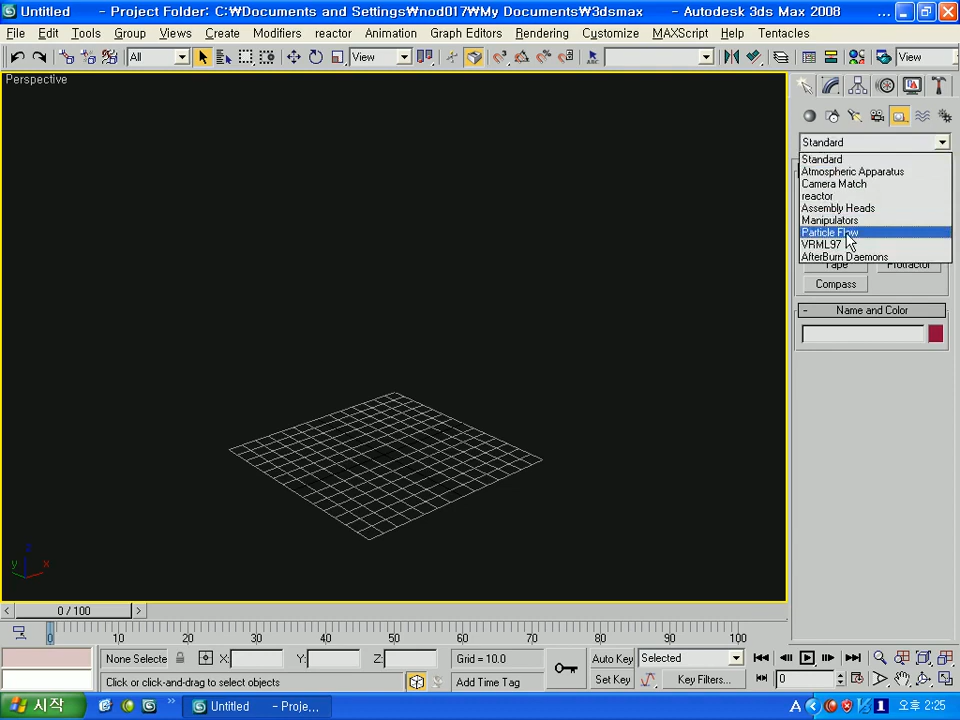 Untitled - Project Folder: C:₩Documents and Settings₩nod017₩My Documents₩3dsmax - Autodesk 3ds Max 2008 ...
File Edit Tools Group Views Create Modifiers reactor Animation Graph Editors Rendering Customize MAXScript Help Tentacles
All View View
Perspective
Standard
Standard
Atmospheric Apparatus
Camera Match
reactor
Assembly Heads
Manipulators
Particle Flow
VRML97
AfterBurn Daemons
Tape Protractor
Compass
- Name and Color
z
y x
< 0 / 100 >
0 10 20 30 40 50 60 70 80 90 100
None Selecte X: Y: Z: Grid = 10.0 Auto Key Selected
Click or click-and-drag to select objects Add Time Tag Set Key Key Filters... 0
시작 Untitled - Proje... A 오후 2:25